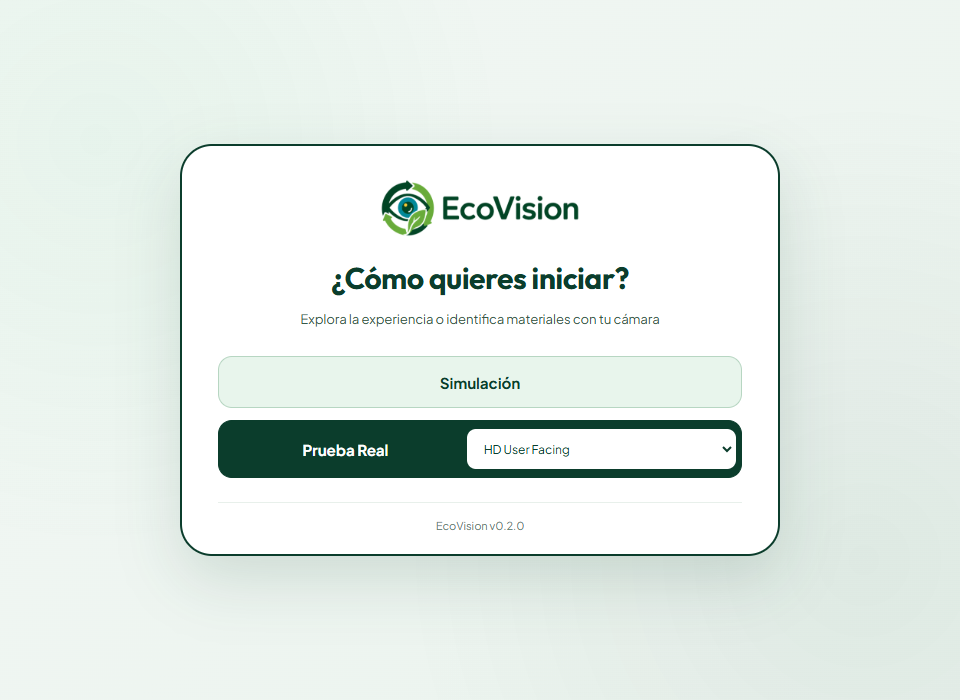 EcoVision
¿Cómo quieres iniciar?
Explora la experiencia o identifica materiales con tu cámara
Simulación
Prueba Real
HD User Facing
EcoVision v0.2.0